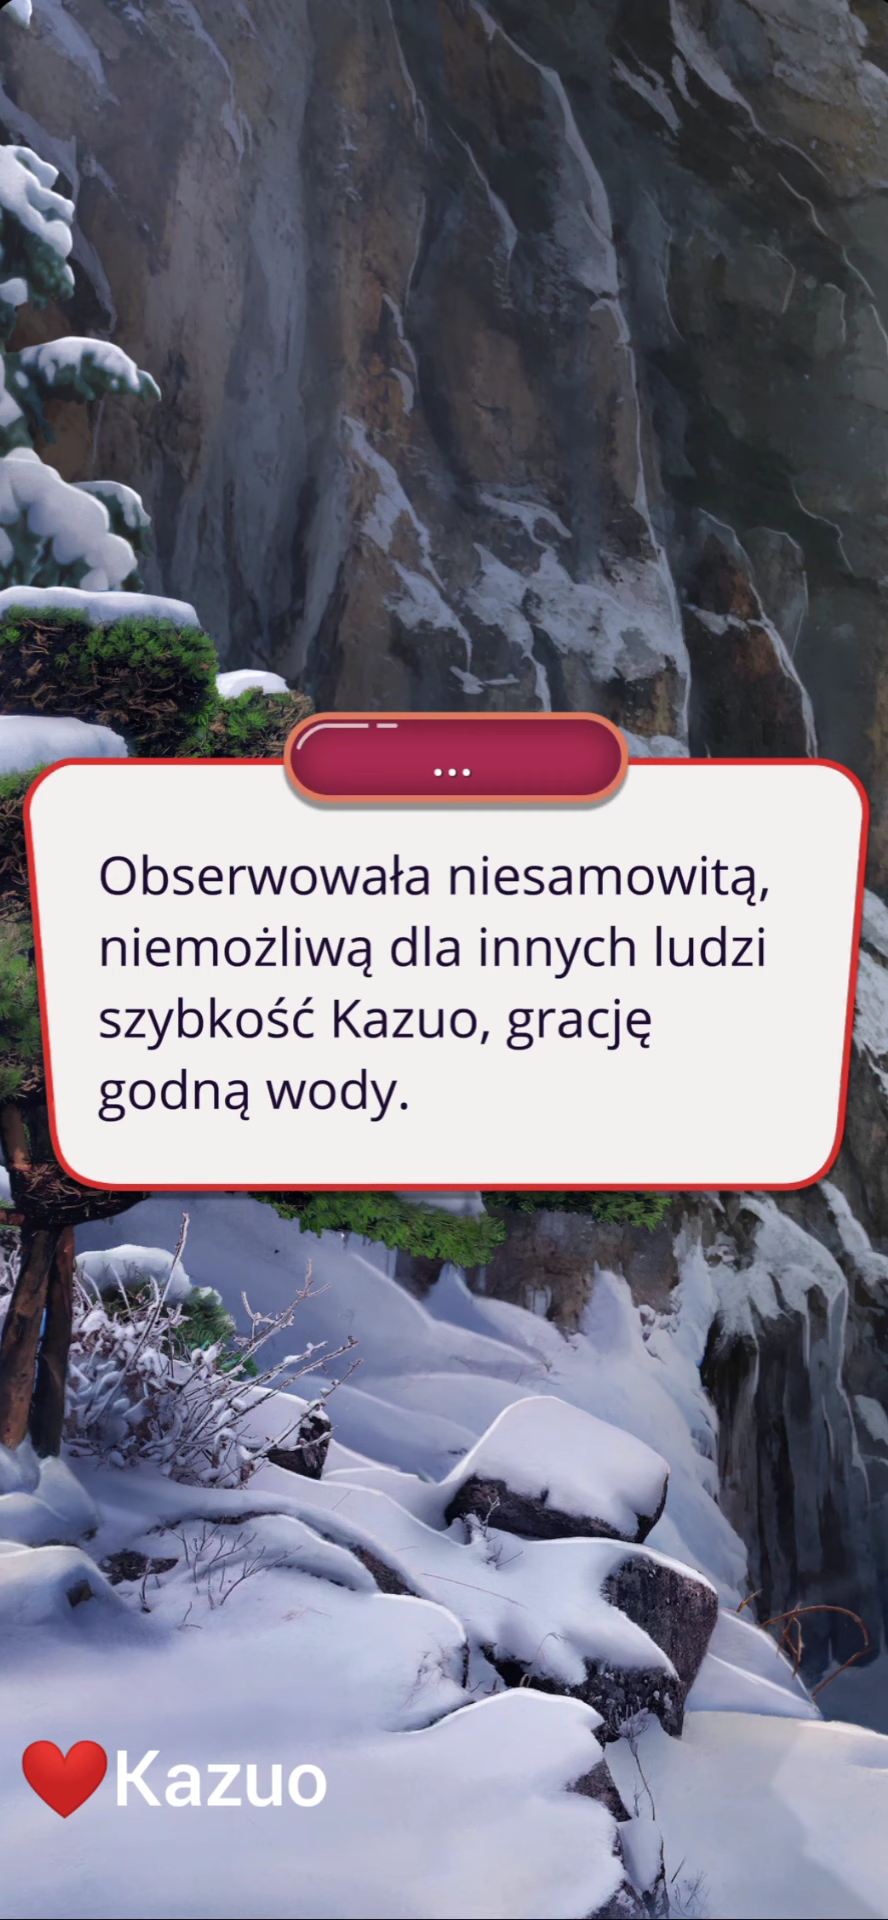 ...
Obserwowała niesamowitą,
niemożliwą dla innych ludzi
szybkość Kazuo, grację
godną wody.
❤️Kazuo